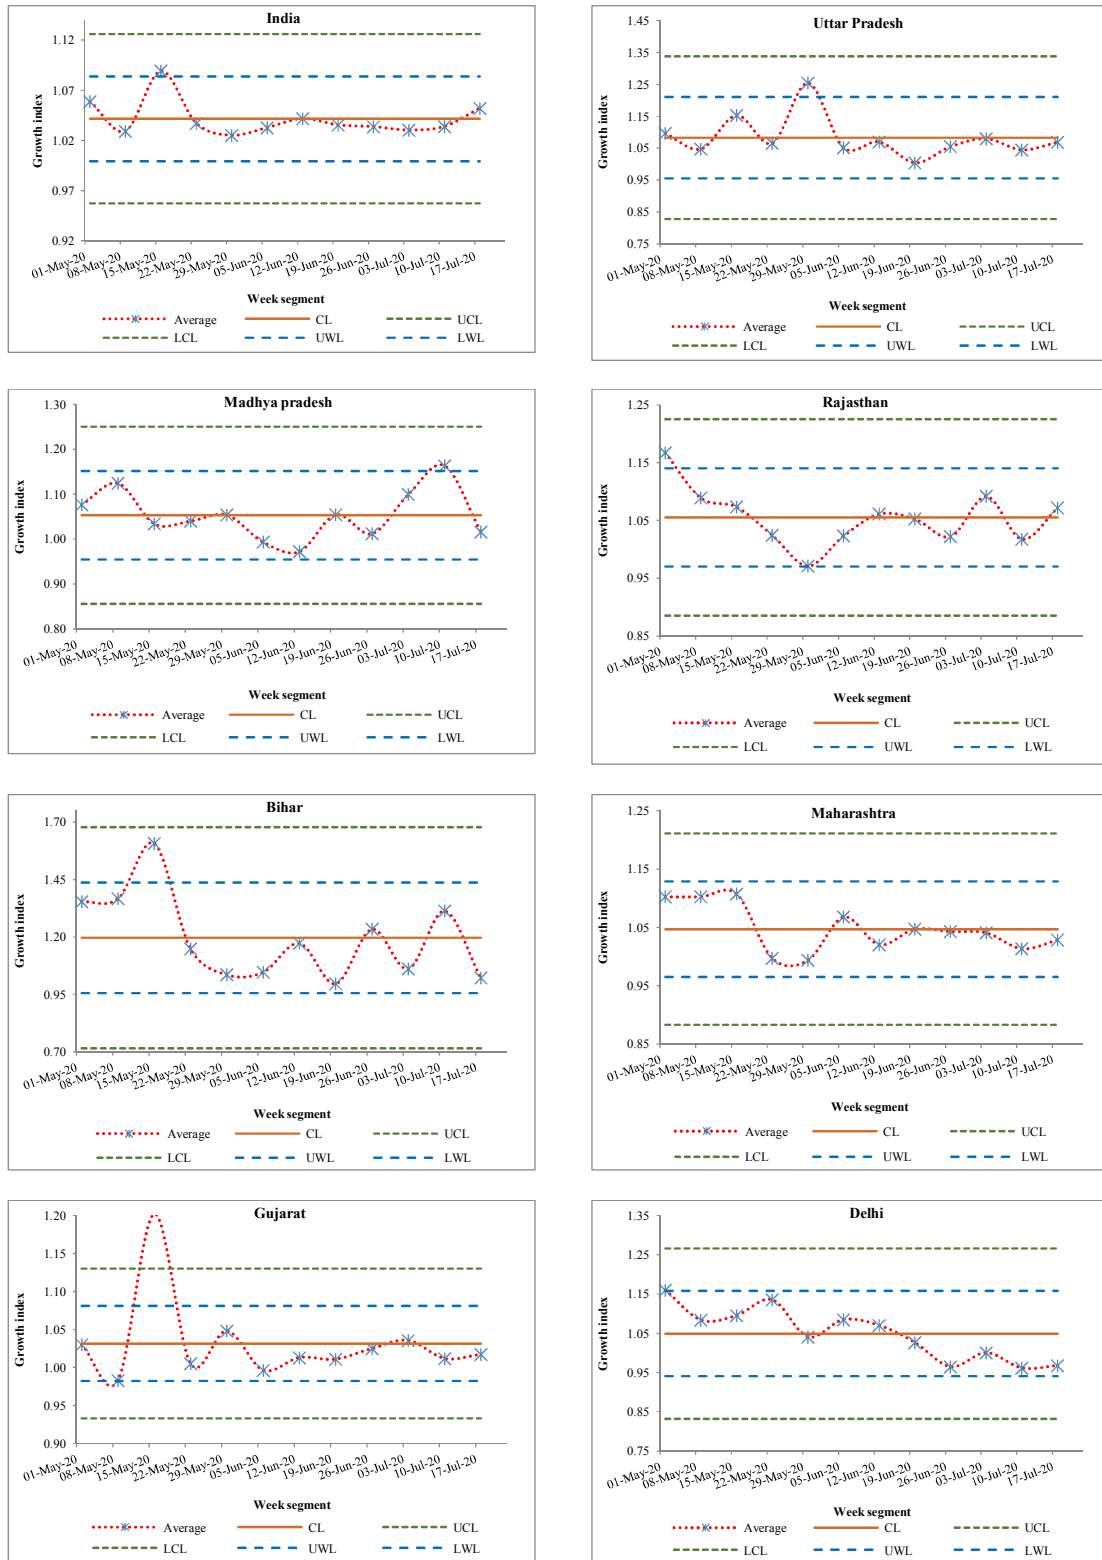 India
1.12
1.07
1.02
0.97
0.92
Growth index
01-May-20 08-May-20 15-May-20 22-May-20 29-May-20 05-Jun-20 12-Jun-20 19-Jun-20 26-Jun-20 03-Jul-20 10-Jul-20 17-Jul-20
Week segment
Average CL UCL
LCL UWL LWL
Uttar Pradesh
1.45
1.35
1.25
1.15
1.05
0.95
0.85
0.75
Growth index
01-May-20 08-May-20 15-May-20 22-May-20 29-May-20 05-Jun-20 12-Jun-20 19-Jun-20 26-Jun-20 03-Jul-20 10-Jul-20 17-Jul-20
Week segment
Average CL UCL
LCL UWL LWL
Madhya pradesh
1.30
1.20
1.10
1.00
0.90
0.80
Growth index
01-May-20 08-May-20 15-May-20 22-May-20 29-May-20 05-Jun-20 12-Jun-20 19-Jun-20 26-Jun-20 03-Jul-20 10-Jul-20 17-Jul-20
Week segment
Average CL UCL
LCL UWL LWL
Rajasthan
1.25
1.15
1.05
0.95
0.85
Growth index
01-May-20 08-May-20 15-May-20 22-May-20 29-May-20 05-Jun-20 12-Jun-20 19-Jun-20 26-Jun-20 03-Jul-20 10-Jul-20 17-Jul-20
Week segment
Average CL UCL
LCL UWL LWL
Bihar
1.70
1.45
1.20
0.95
0.70
Growth index
01-May-20 08-May-20 15-May-20 22-May-20 29-May-20 05-Jun-20 12-Jun-20 19-Jun-20 26-Jun-20 03-Jul-20 10-Jul-20 17-Jul-20
Week segment
Average CL UCL
LCL UWL LWL
Maharashtra
1.25
1.15
1.05
0.95
0.85
Growth index
01-May-20 08-May-20 15-May-20 22-May-20 29-May-20 05-Jun-20 12-Jun-20 19-Jun-20 26-Jun-20 03-Jul-20 10-Jul-20 17-Jul-20
Week segment
Average CL UCL
LCL UWL LWL
Gujarat
1.20
1.15
1.10
1.05
1.00
0.95
0.90
Growth index
01-May-20 08-May-20 15-May-20 22-May-20 29-May-20 05-Jun-20 12-Jun-20 19-Jun-20 26-Jun-20 03-Jul-20 10-Jul-20 17-Jul-20
Week segment
Average CL UCL
LCL UWL LWL
Delhi
1.35
1.25
1.15
1.05
0.95
0.85
0.75
Growth index
01-May-20 08-May-20 15-May-20 22-May-20 29-May-20 05-Jun-20 12-Jun-20 19-Jun-20 26-Jun-20 03-Jul-20 10-Jul-20 17-Jul-20
Week segment
Average CL UCL
LCL UWL LWL